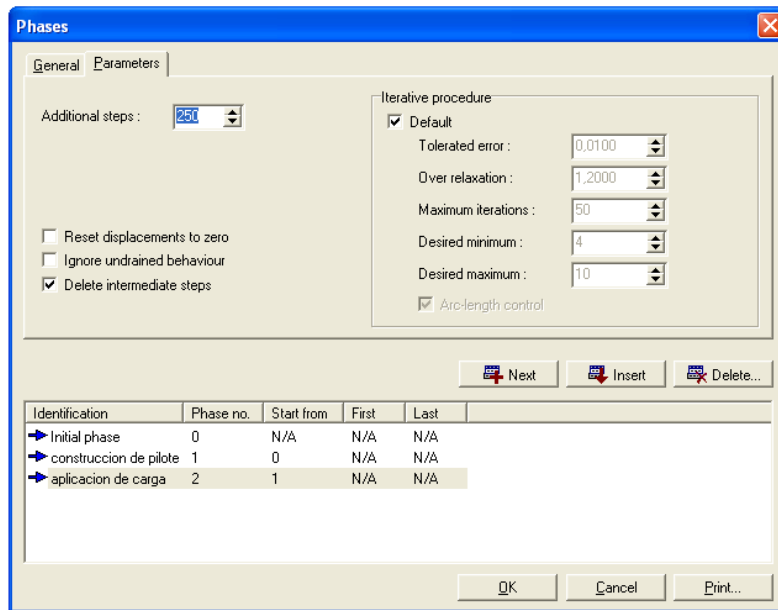 Phases
General Parameters
Additional steps : 250
Reset displacements to zero
Ignore undrained behaviour
Delete intermediate steps
Iterative procedure
Default
Tolerated error : 0,0100
Over relaxation : 1,2000
Maximum iterations : 50
Desired minimum : 4
Desired maximum : 10
Arc-length control
Next Insert Delete...
Identification Phase no. Start from First Last
Initial phase 0 N/A N/A N/A
construccion de pilote 1 0 N/A N/A
aplicacion de carga 2 1 N/A N/A
OK Cancel Print...